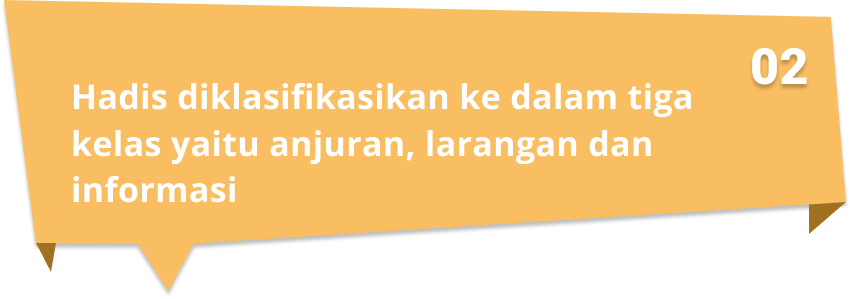 02
Hadis diklasifikasikan ke dalam tiga
kelas yaitu anjuran, larangan dan
informasi